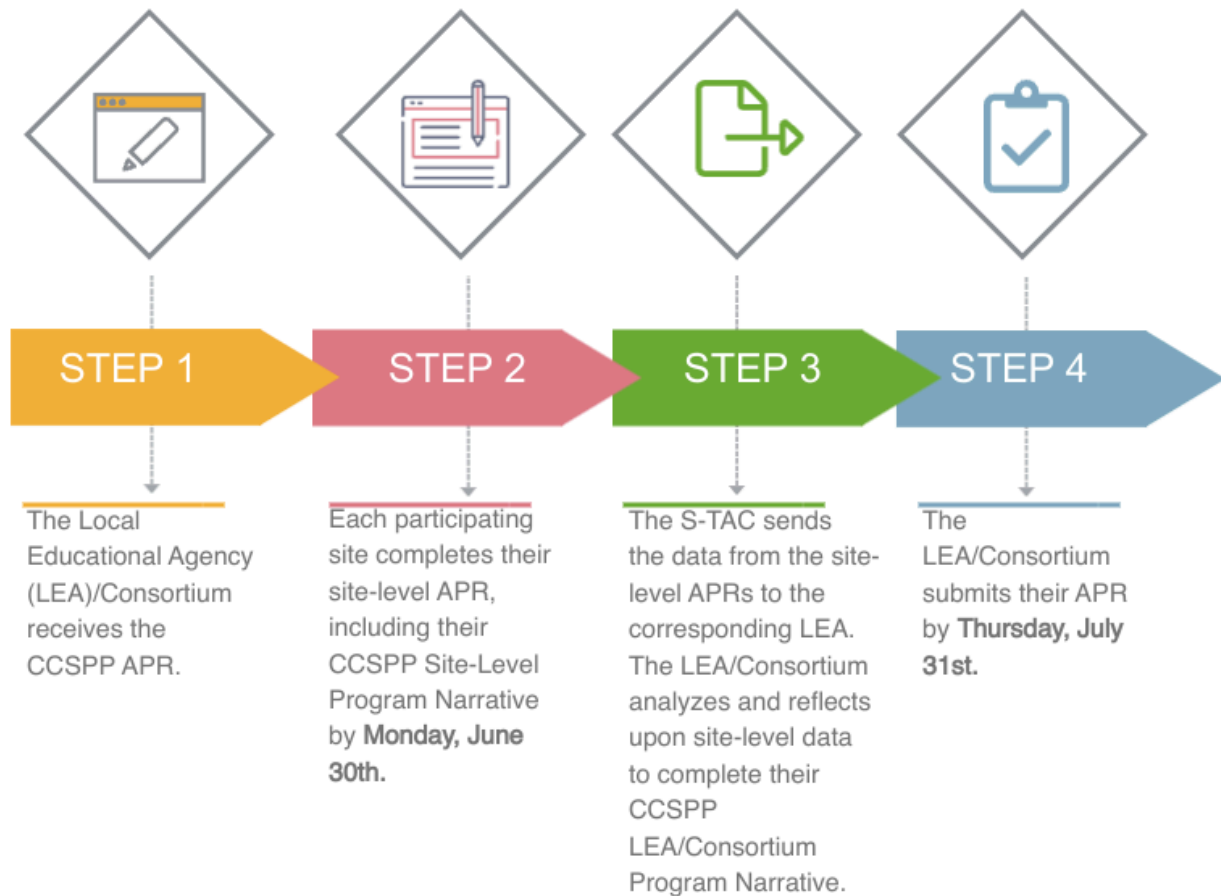 STEP 1
STEP 2
STEP 3
STEP 4
The Local
Educational Agency
(LEA)/Consortium
receives the
CCSPP APR.
Each participating
site completes their
site-level APR,
including their
CCSPP Site-Level
Program Narrative
by Monday, June
30th.
The S-TAC sends
the data from the site-
level APRs to the
corresponding LEA.
The LEA/Consortium
analyzes and reflects
upon site-level data
to complete their
CCSPP
LEA/Consortium
Program Narrative.
The
LEA/Consortium
submits their APR
by Thursday, July
31st.